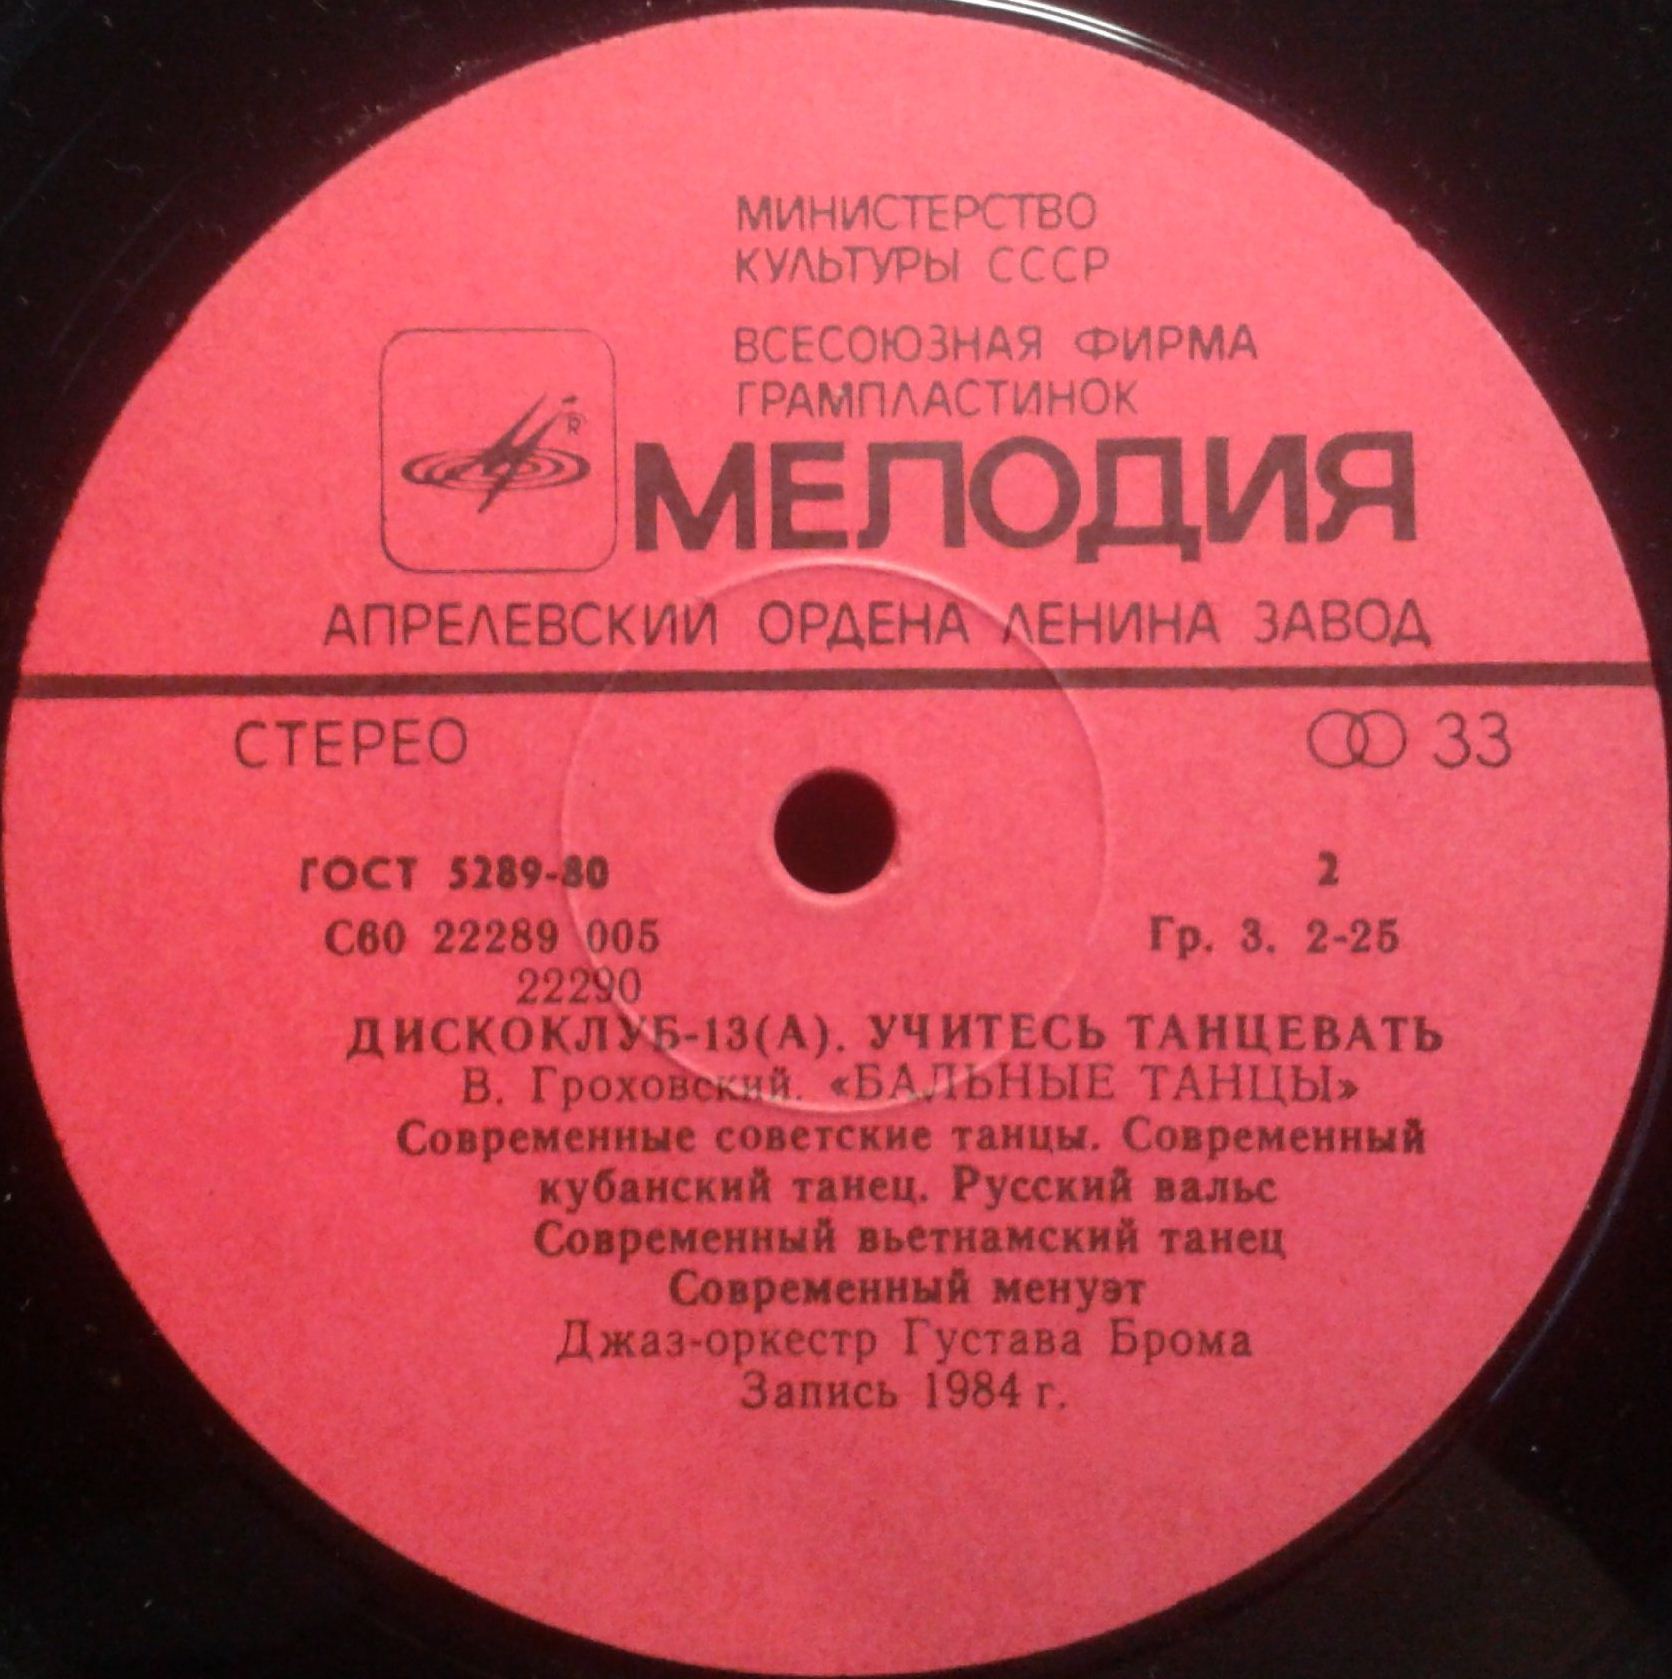 МИНИСТЕРСТВО
КУЛЬТУРЫ СССР
ВСЕСОЮЗНАЯ ФИРМА
ГРАМПЛАСТИНОК
R
МЕЛОДИЯ
АПРЕЛЕВСКИЙ ОРДЕНА ЛЕНИНА ЗАВОД
СТЕРЕО 33
ГОСТ 5289-80 2
С60 22289 005 Гр. 3. 2-25
22290
ДИСКОКЛУБ-13(А). УЧИТЕСЬ ТАНЦЕВАТЬ
В. Гроховский. «БАЛЬНЫЕ ТАНЦЫ»
Современные советские танцы. Современный
кубанский танец. Русский вальс
Современный вьетнамский танец
Современный менуэт
Джаз-оркестр Густава Брома
Запись 1984 г.